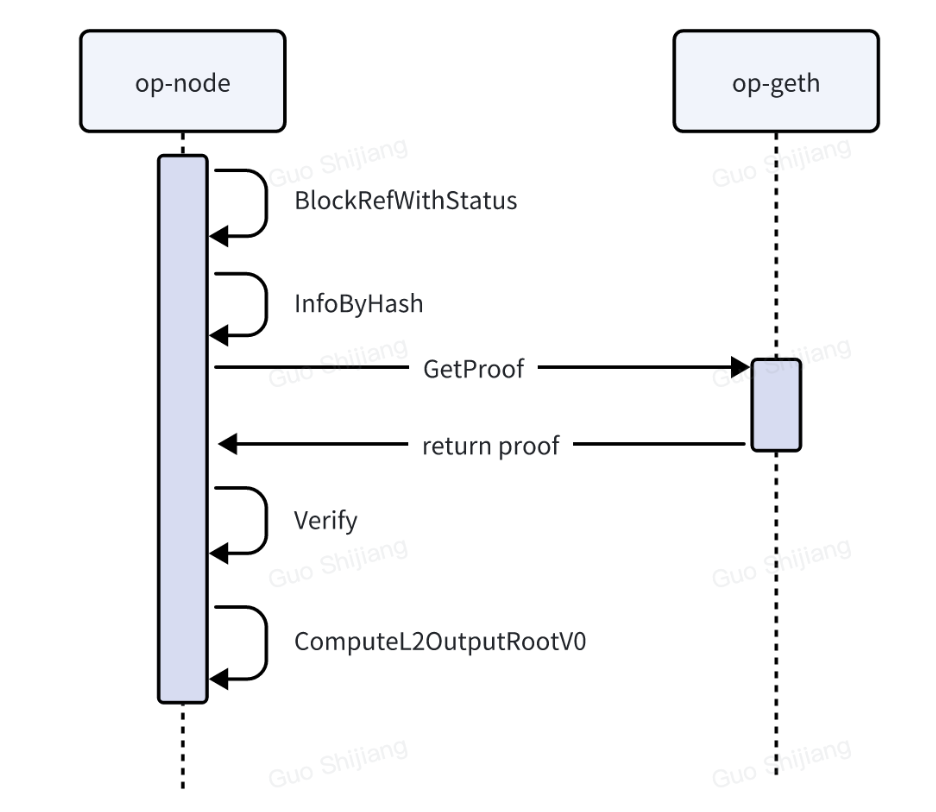 op-node
op-geth
Guo Shijiang
Guo Shijiang
BlockRefWithStatus
InfoByHash
Guo Shijiang
Guo Shijiang
GetProof
return proof
Verify
Guo Shijiang
Guo Shijiang
ComputeL2OutputRootV0
Guo Shijiang
Guo Shijiang